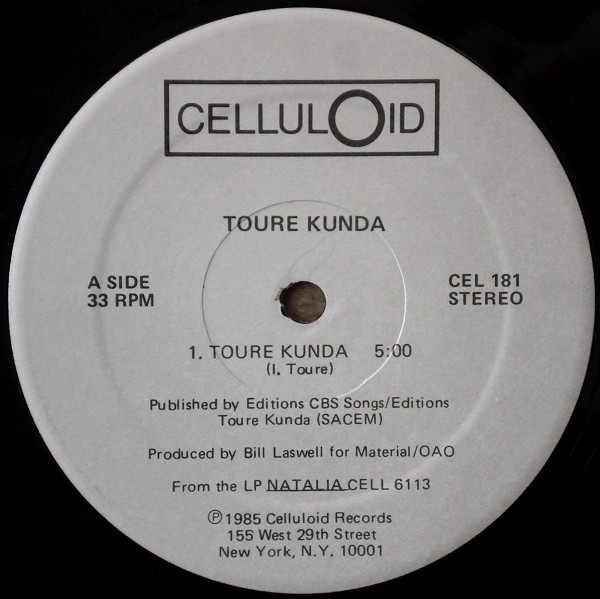 CELLULOID
TOURE KUNDA
A SIDE
33 RPM
CEL 181
STEREO
1. TOURE KUNDA 5:00
(I. Toure)
Published by Editions CBS Songs/Editions
Toure Kunda (SACEM)
Produced by Bill Laswell for Material/OAO
From the LP NATALIA CELL 6113
℗ 1985 Celluloid Records
155 West 29th Street
New York, N.Y. 10001